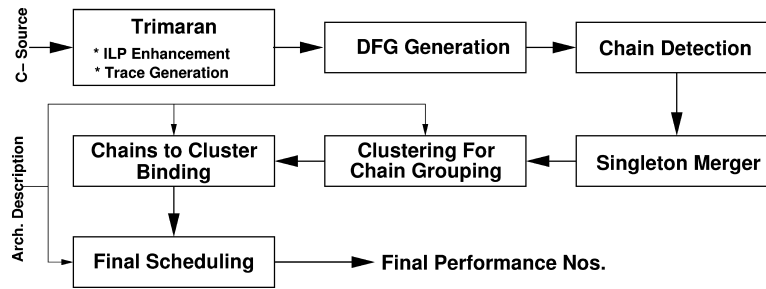 C- Source
Trimaran
* ILP Enhancement
* Trace Generation
DFG Generation
Chain Detection
Arch. Description
Chains to Cluster
Binding
Clustering For
Chain Grouping
Singleton Merger
Final Scheduling
Final Performance Nos.